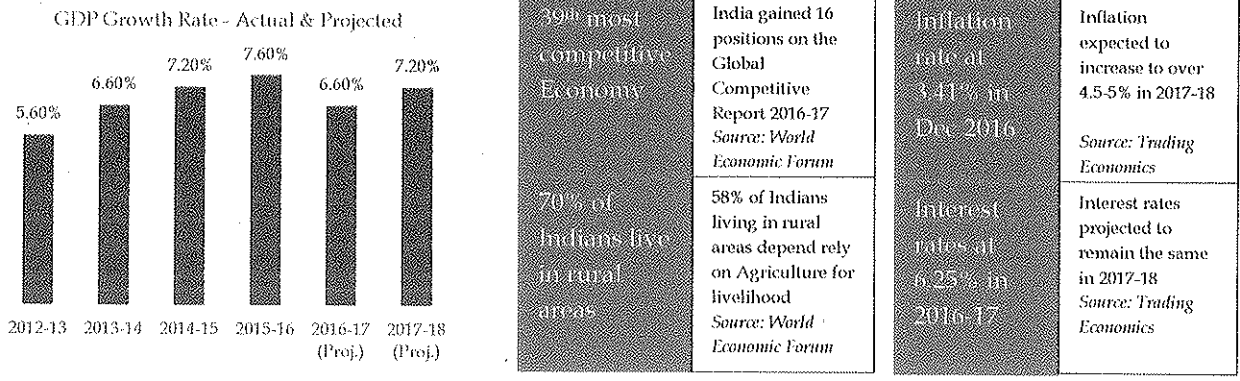 GDP Growth Rate - Actual & Projected
5.60%
6.60%
7.20%
7.60%
6.60%
7.20%
2012-13
2013-14
2014-15
2015-16
2016-17
(Proj.)
2017-18
(Proj.)
39th most
competitive
Economy
India gained 16
positions on the
Global
Competitive
Report 2016-17
Source: World
Economic Forum
70% of
Indians live
in rural
areas
58% of Indians
living in rural
areas depend rely
on Agriculture for
livelihood
Source: World
Economic Forum
Inflation
rate at
3.41% in
Dec 2016
Inflation
expected to
increase to over
4.5-5% in 2017-18
Source: Trading
Economics
Interest
rates at
6.25% in
2016-17
Interest rates
projected to
remain the same
in 2017-18
Source: Trading
Economics